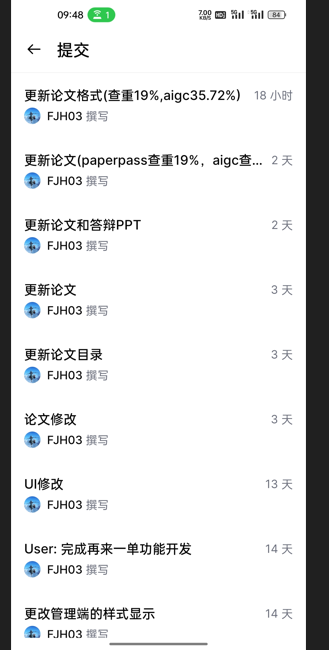 09:48 1 7.00 KB/S HD 5G 5G 84
提交
更新论文格式(查重19%,aigc35.72%) 18 小时
FJH03 撰写
更新论文(paperpass查重19%，aigc查... 2 天
FJH03 撰写
更新论文和答辩PPT 2 天
FJH03 撰写
更新论文 3 天
FJH03 撰写
更新论文目录 3 天
FJH03 撰写
论文修改 3 天
FJH03 撰写
UI修改 13 天
FJH03 撰写
User: 完成再来一单功能开发 14 天
FJH03 撰写
更改管理端的样式显示 14 天
FJH03 撰写